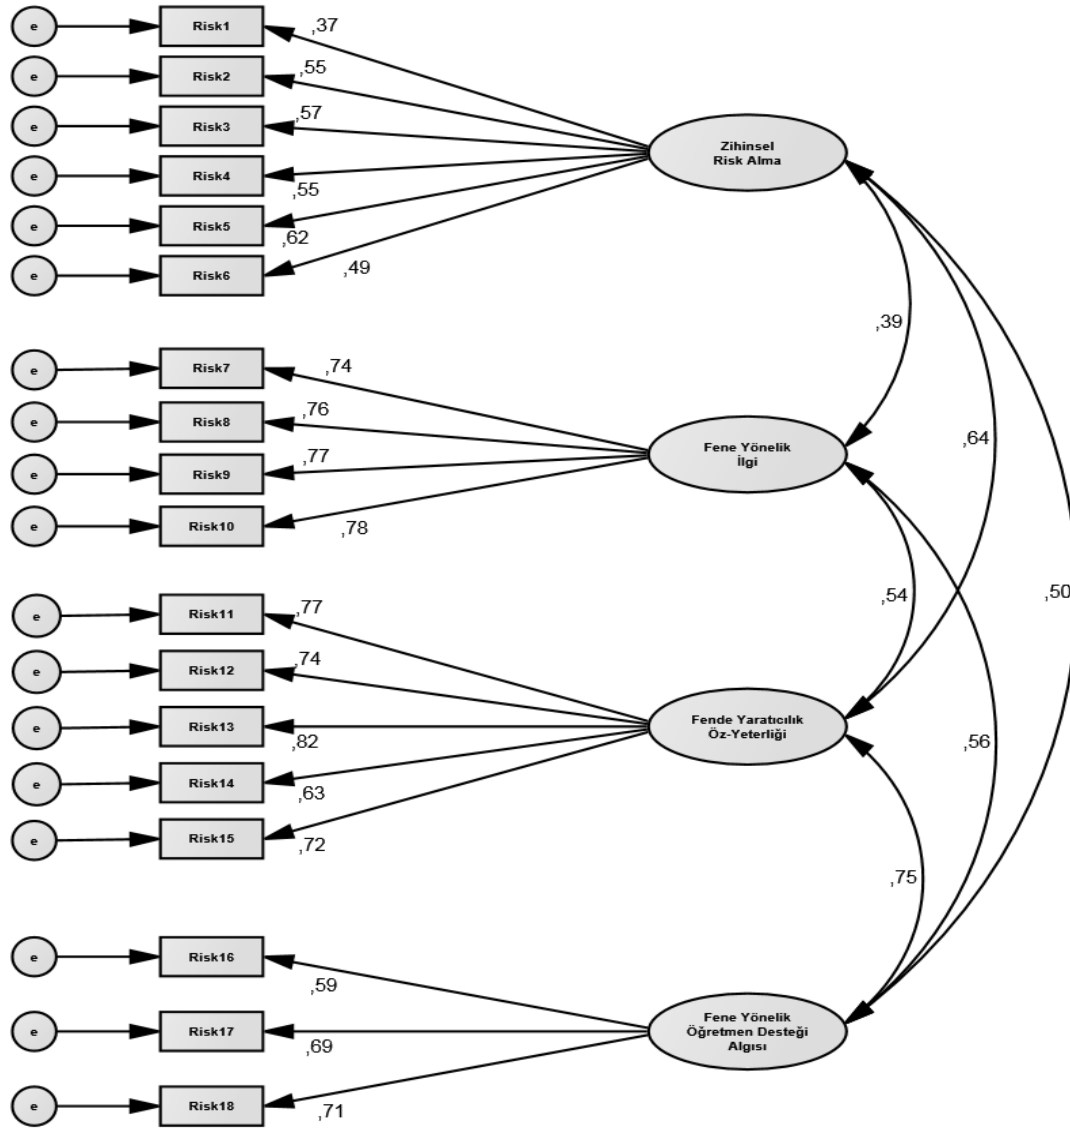 e
Risk1
,37
e
Risk2
,55
e
Risk3
,57
e
Risk4
,55
e
Risk5
,62
e
Risk6
,49
Zihinsel
Risk Alma
,39
,64
,50
e
Risk7
,74
e
Risk8
,76
e
Risk9
,77
e
Risk10
,78
Fene Yönelik
İlgi
,54
,56
e
Risk11
,77
e
Risk12
,74
e
Risk13
,82
e
Risk14
,63
e
Risk15
,72
Fende Yaratıcılık
Öz-Yeterliği
,75
e
Risk16
,59
e
Risk17
,69
e
Risk18
,71
Fene Yönelik
Öğretmen Desteği
Algısı